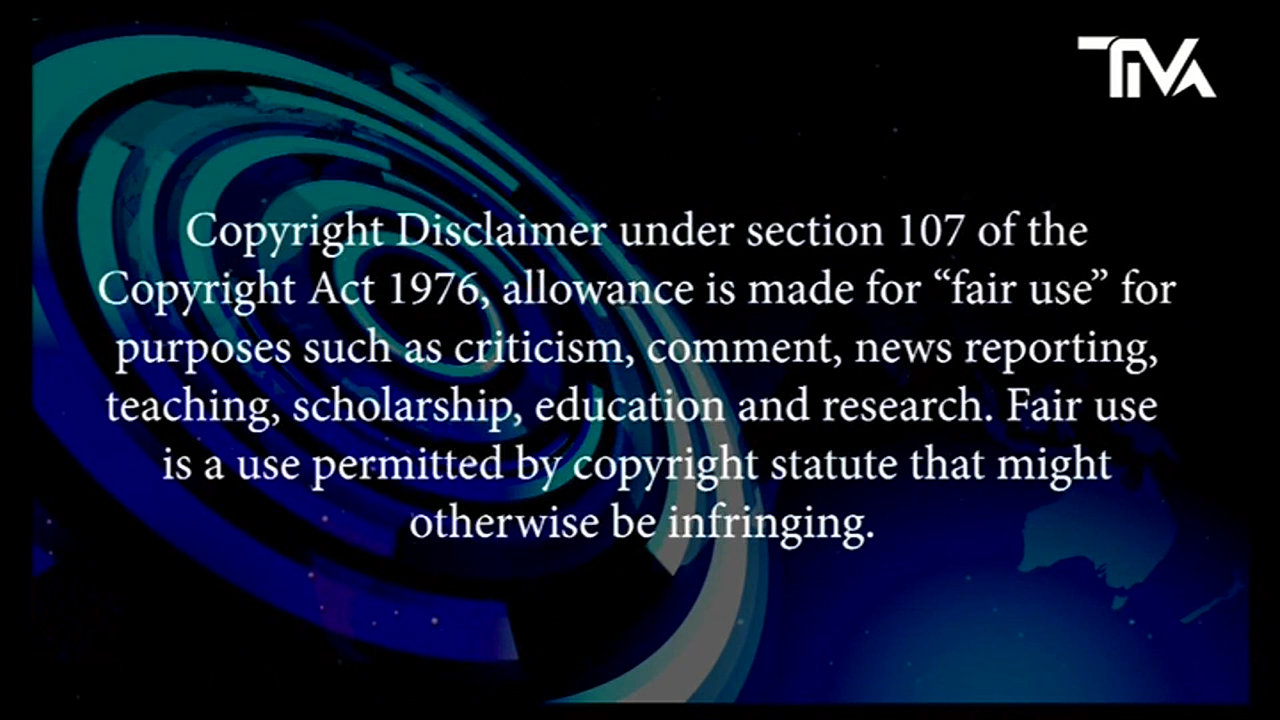 TIVA
Copyright Disclaimer under section 107 of the
Copyright Act 1976, allowance is made for “fair use” for
purposes such as criticism, comment, news reporting,
teaching, scholarship, education and research. Fair use
is a use permitted by copyright statute that might
otherwise be infringing.